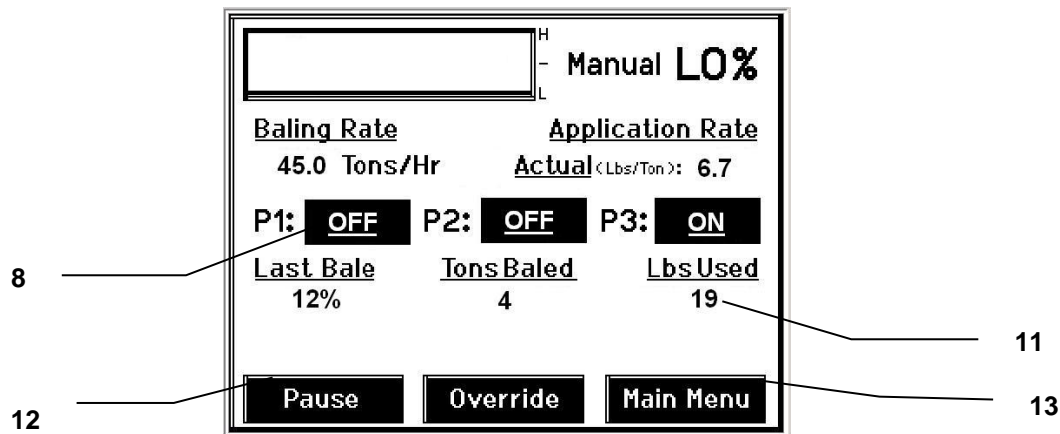 H
-
L
Manual LO%
Baling Rate Application Rate
45.0 Tons/Hr Actual (Lbs/Ton): 6.7
P1: OFF P2: OFF P3: ON
8
Last Bale Tons Baled Lbs Used
12% 4 19
11
Pause Override Main Menu
12
13